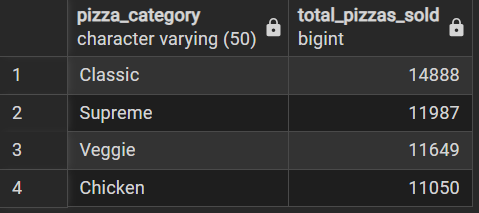 pizza_category total_pizzas_sold
character varying (50) bigint
1 Classic 14888
2 Supreme 11987
3 Veggie 11649
4 Chicken 11050